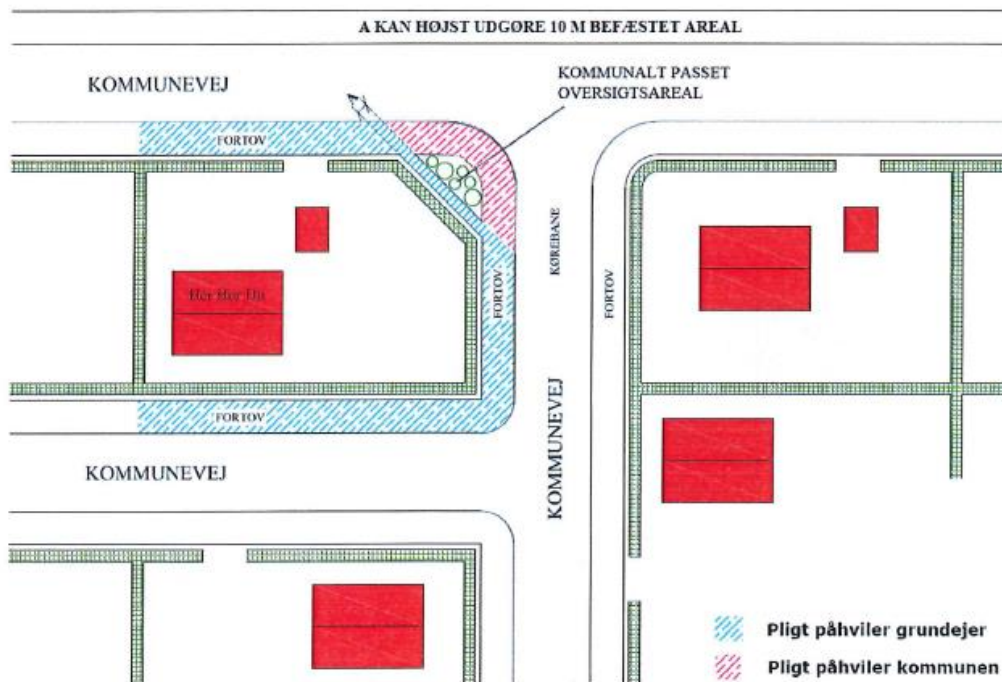 A KAN HØJST UDGØRE 10 M BEFÆSTET AREAL
KOMMUNEVEJ
KOMMUNALT PASSET
OVERSIGTSAREAL
FORTOV
KØREBANE
FORTOV
FORTOV
Her Bor Du
FORTOV
KOMMUNEVEJ
KOMMUNEVEJ
Pligt påhviler grundejer
Pligt påhviler kommunen